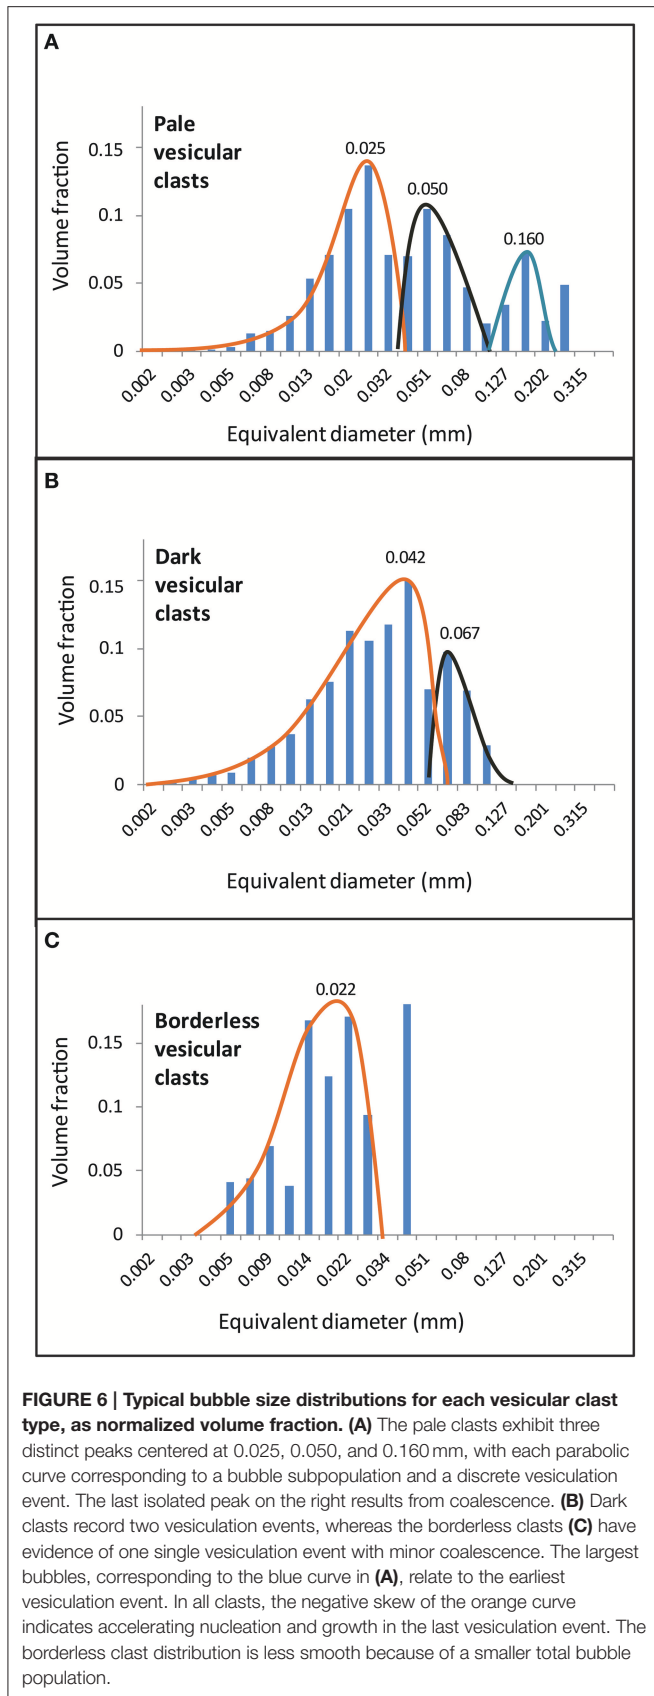 A
Pale
vesicular
clasts
0.025
0.050
0.160
Volume fraction
0.15
0.1
0.05
0
0.002 0.003 0.005 0.008 0.013 0.02 0.032 0.051 0.08 0.127 0.202 0.315
Equivalent diameter (mm)
B
Dark
vesicular
clasts
0.042
0.067
Volume fraction
0.15
0.1
0.05
0
0.002 0.003 0.005 0.008 0.013 0.021 0.033 0.052 0.083 0.127 0.201 0.315
Equivalent diameter (mm)
C
Borderless
vesicular
clasts
0.022
Volume fraction
0.15
0.1
0.05
0
0.002 0.003 0.005 0.009 0.014 0.022 0.034 0.051 0.08 0.127 0.201 0.315
Equivalent diameter (mm)
FIGURE 6 | Typical bubble size distributions for each vesicular clast
type, as normalized volume fraction. (A) The pale clasts exhibit three
distinct peaks centered at 0.025, 0.050, and 0.160 mm, with each parabolic
curve corresponding to a bubble subpopulation and a discrete vesiculation
event. The last isolated peak on the right results from coalescence. (B) Dark
clasts record two vesiculation events, whereas the borderless clasts (C) have
evidence of one single vesiculation event with minor coalescence. The largest
bubbles, corresponding to the blue curve in (A), relate to the earliest
vesiculation event. In all clasts, the negative skew of the orange curve
indicates accelerating nucleation and growth in the last vesiculation event. The
borderless clast distribution is less smooth because of a smaller total bubble
population.